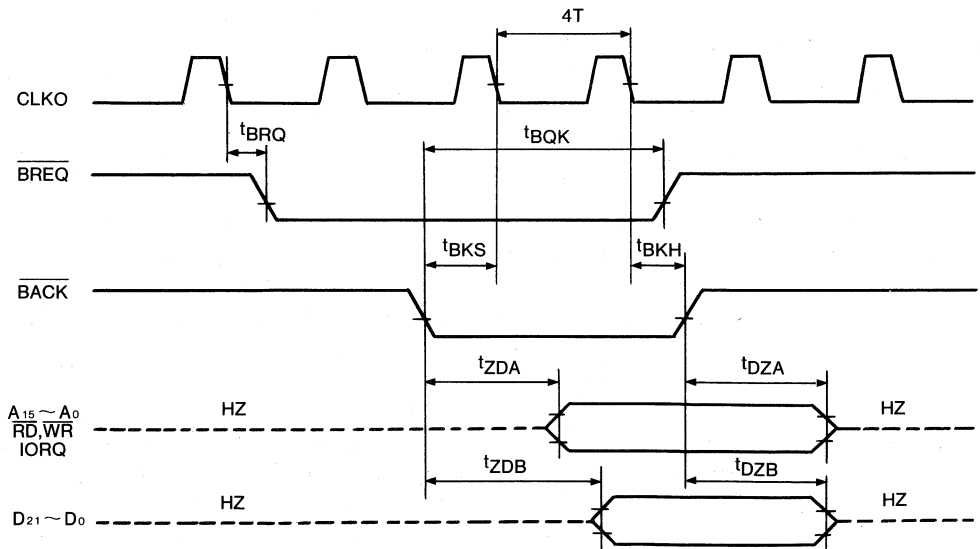 4T
CLKO
tBRQ
tBQK
BREQ
tBKS
tBKH
BACK
tZDA
tDZA
A15~A0
RD,WR
IORQ
HZ
HZ
tZDB
tDZB
D21~D0
HZ
HZ